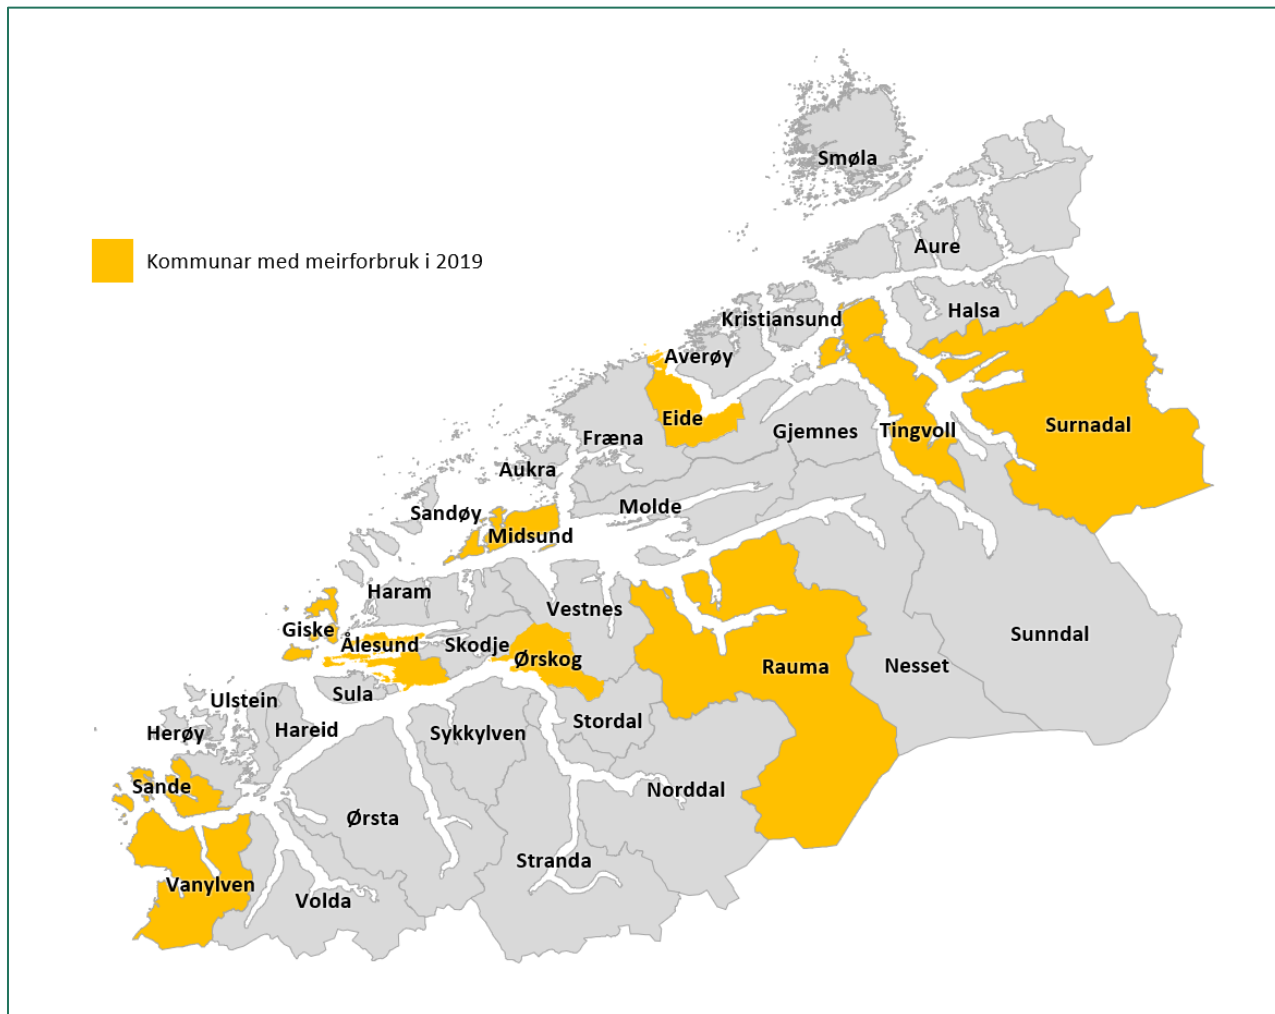 Smøla
Aure
Kommunar med meirforbruk i 2019
Halsa
Kristiansund
Averøy
Eide
Surnadal
Tingvoll
Gjemnes
Fræna
Aukra
Molde
Sandøy
Midsund
Haram
Vestnes
Giske
Ålesund
Skodje
Ørskog
Sunndal
Rauma
Nesset
Sula
Ulstein
Stordal
Hareid
Herøy
Sykkylven
Sande
Norddal
Ørsta
Stranda
Vanylven
Volda